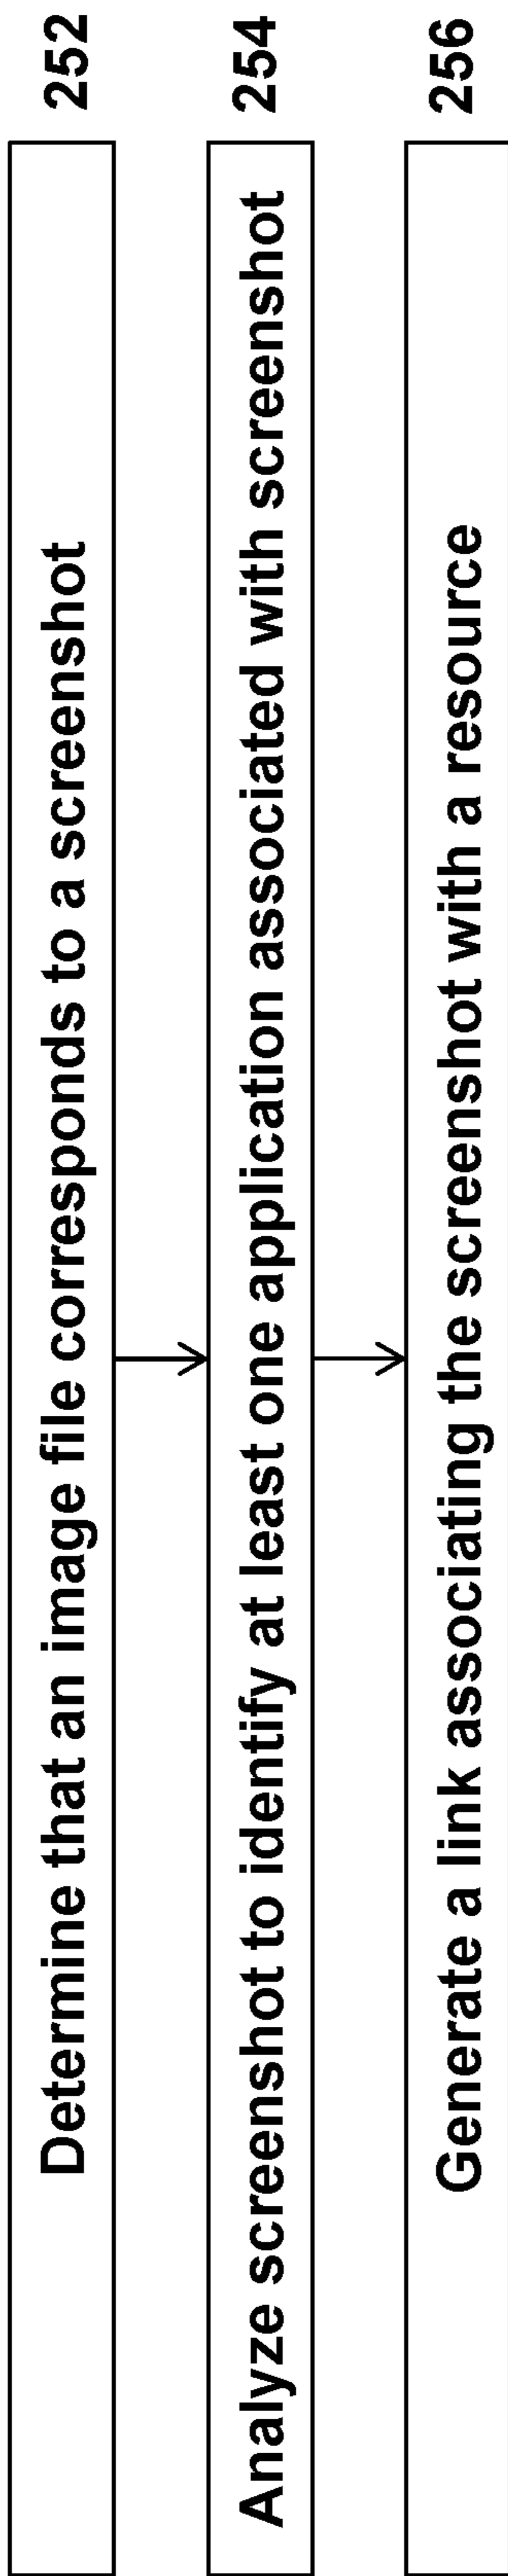 Determine that an image file corresponds to a screenshot 252
Analyze screenshot to identify at least one application associated with screenshot 254
Generate a link associating the screenshot with a resource 256